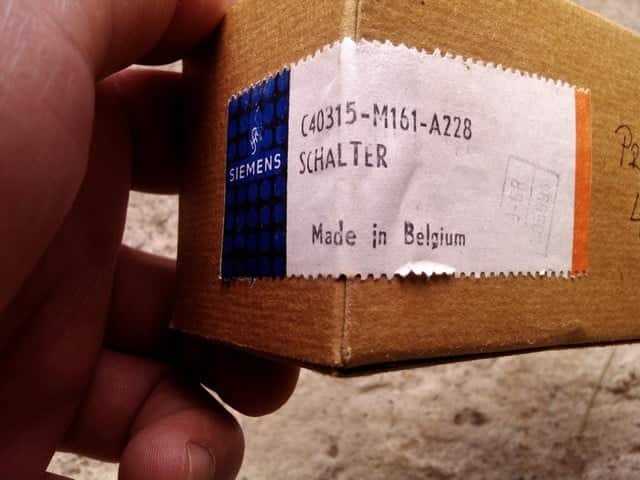 SIEMENS
C40315-M161-A228
SCHALTER
Made in Belgium